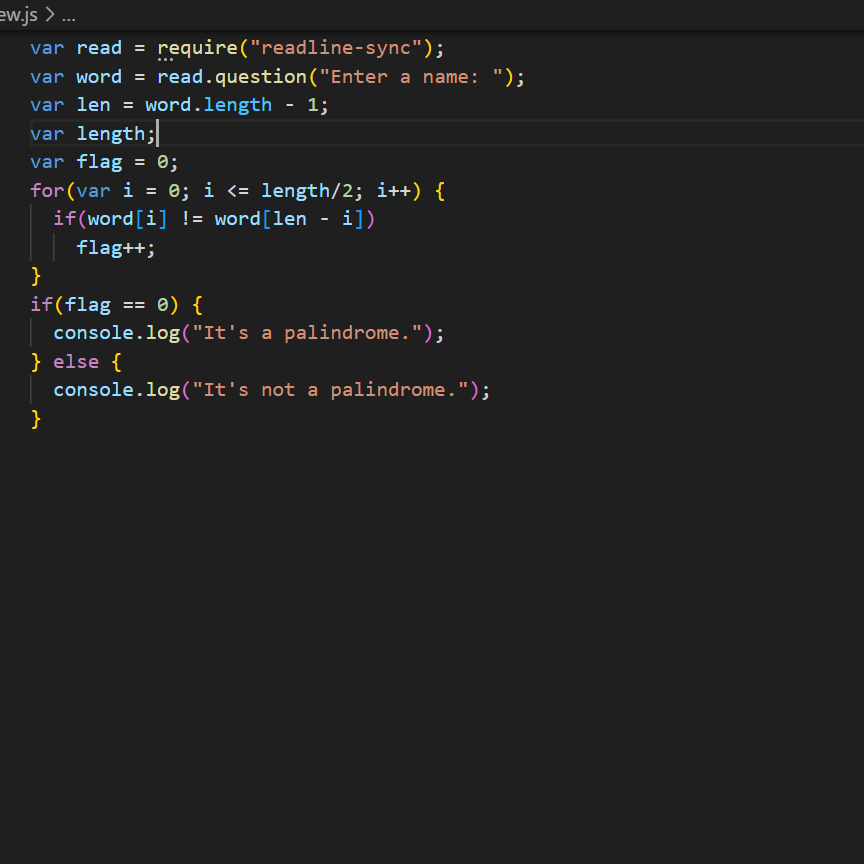 ew.js > ...
var read = require("readline-sync");
var word = read.question("Enter a name: ");
var len = word.length - 1;
var length;
var flag = 0;
for(var i = 0; i <= length/2; i++) {
  if(word[i] != word[len - i])
    flag++;
}
if(flag == 0) {
  console.log("It's a palindrome.");
} else {
  console.log("It's not a palindrome.");
}